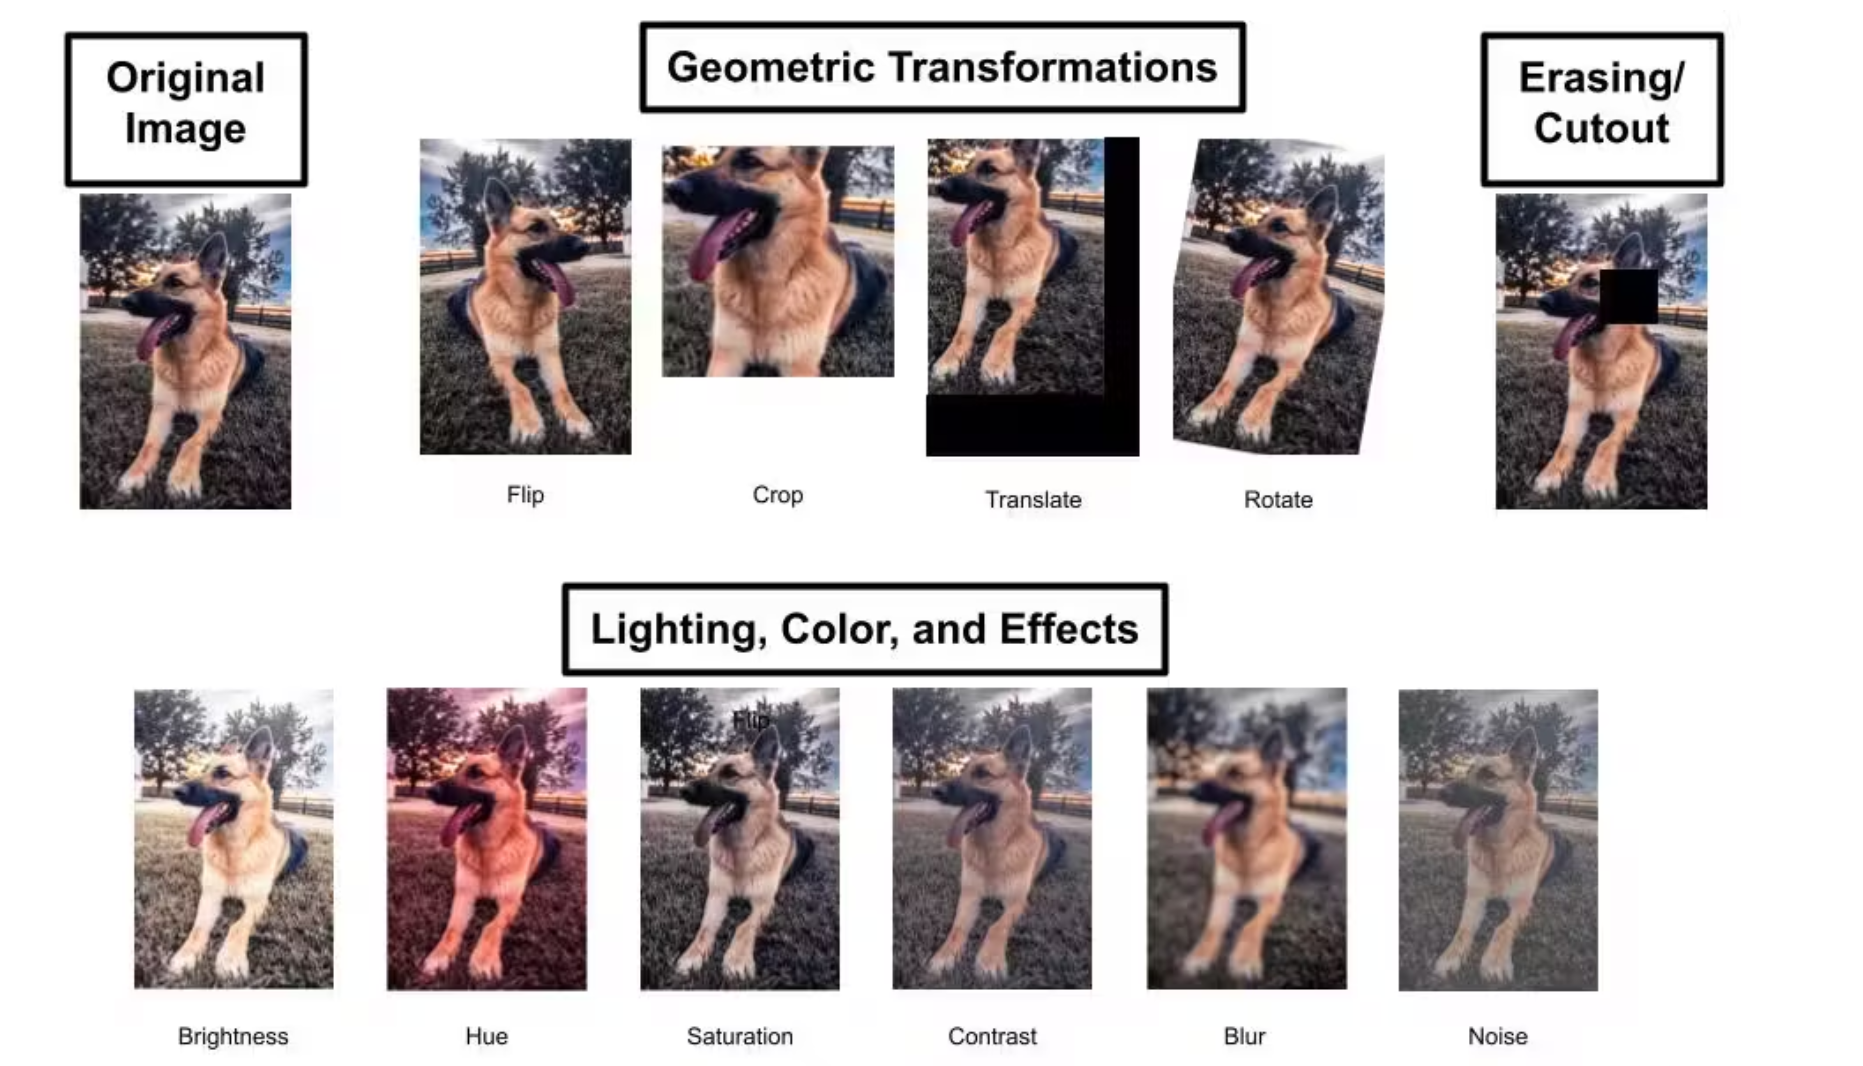 Original
Image
Geometric Transformations
Erasing/
Cutout
Flip
Crop
Translate
Rotate
Lighting, Color, and Effects
Flip
Brightness
Hue
Saturation
Contrast
Blur
Noise